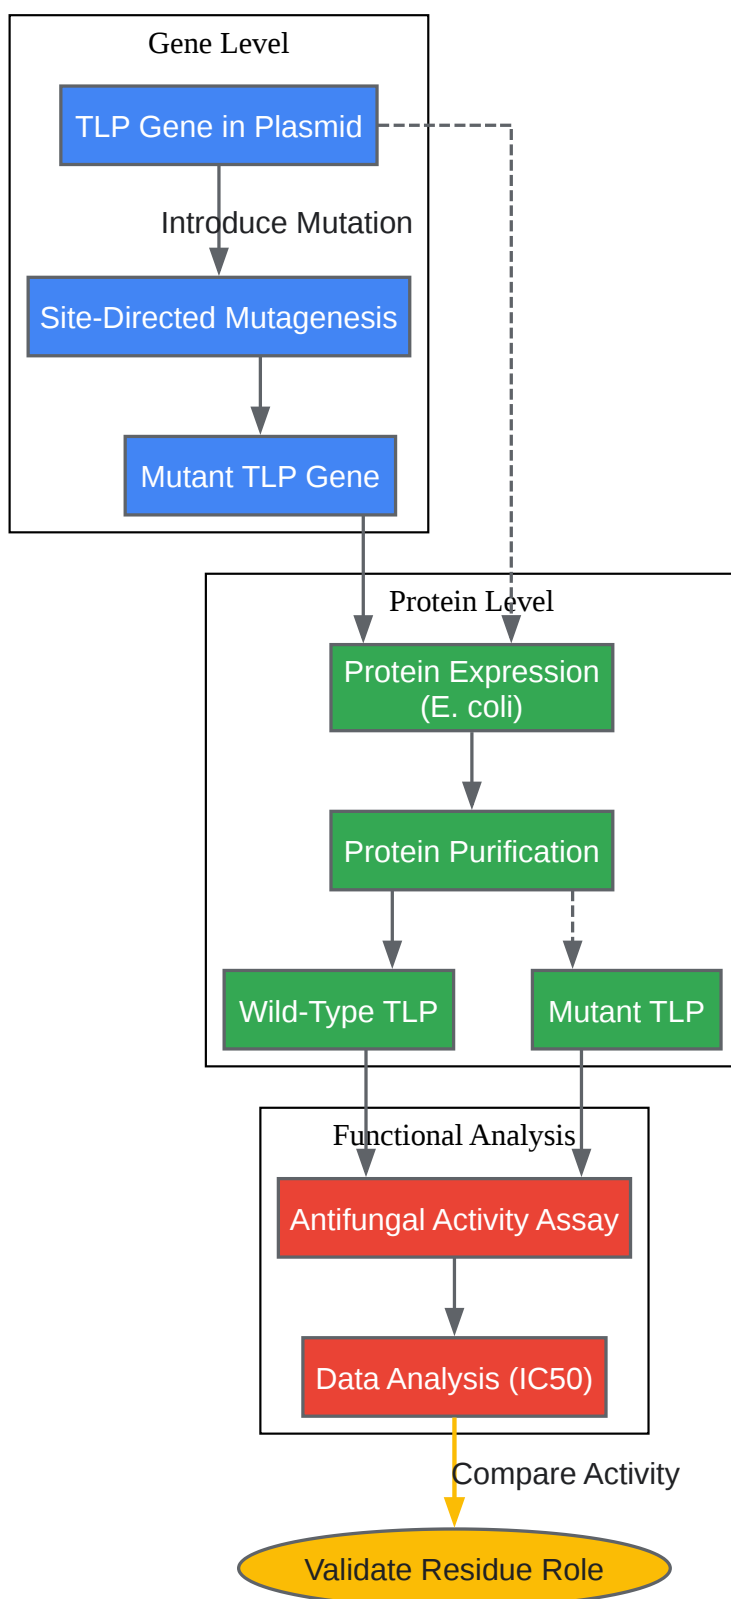 Gene Level
TLP Gene in Plasmid
Introduce Mutation
Site-Directed Mutagenesis
Mutant TLP Gene
Protein Level
Protein Expression
(E. coli)
Protein Purification
Wild-Type TLP
Mutant TLP
Functional Analysis
Antifungal Activity Assay
Data Analysis (IC50)
Compare Activity
Validate Residue Role